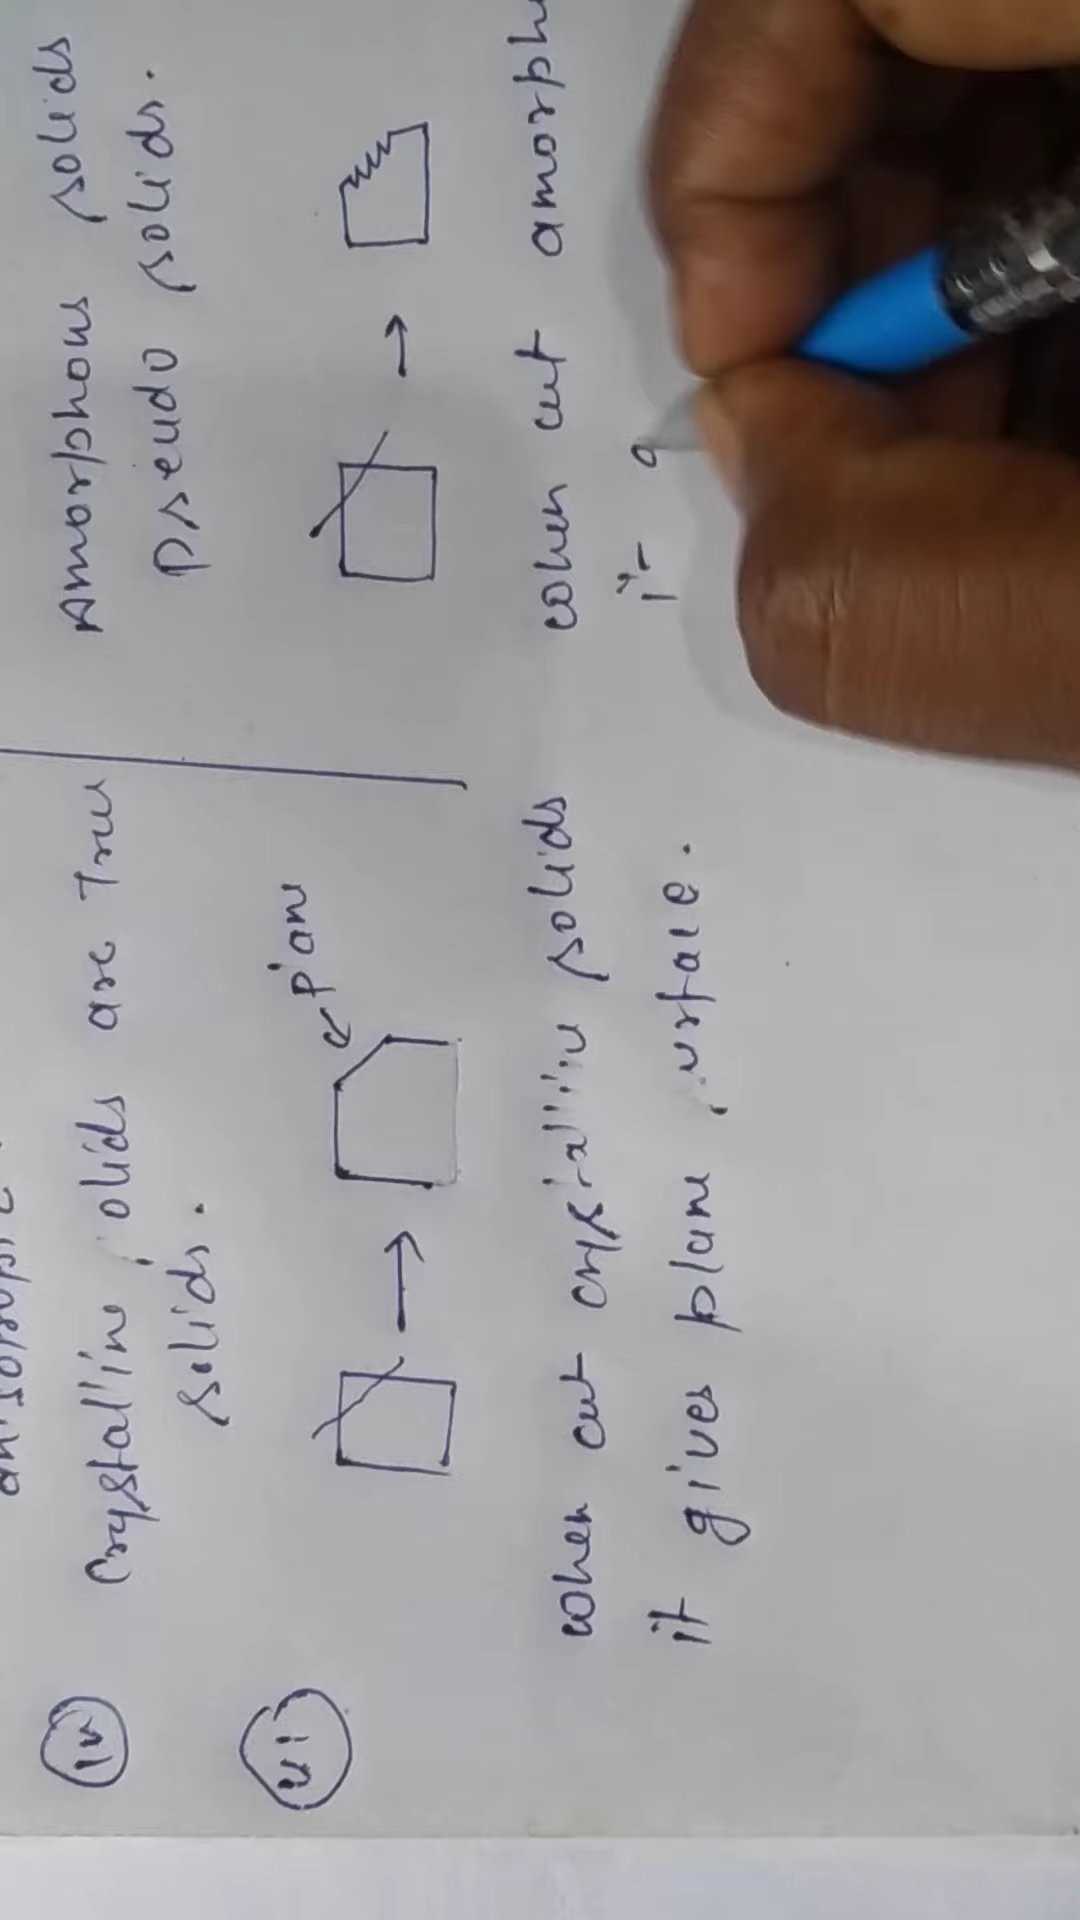 (iv) Crystalline solids are True
solids.
Amorphous solids
pseudo solids.
(vi)
plane
when cut crystalline solids
it gives plane surface.
when cut amorph
it g